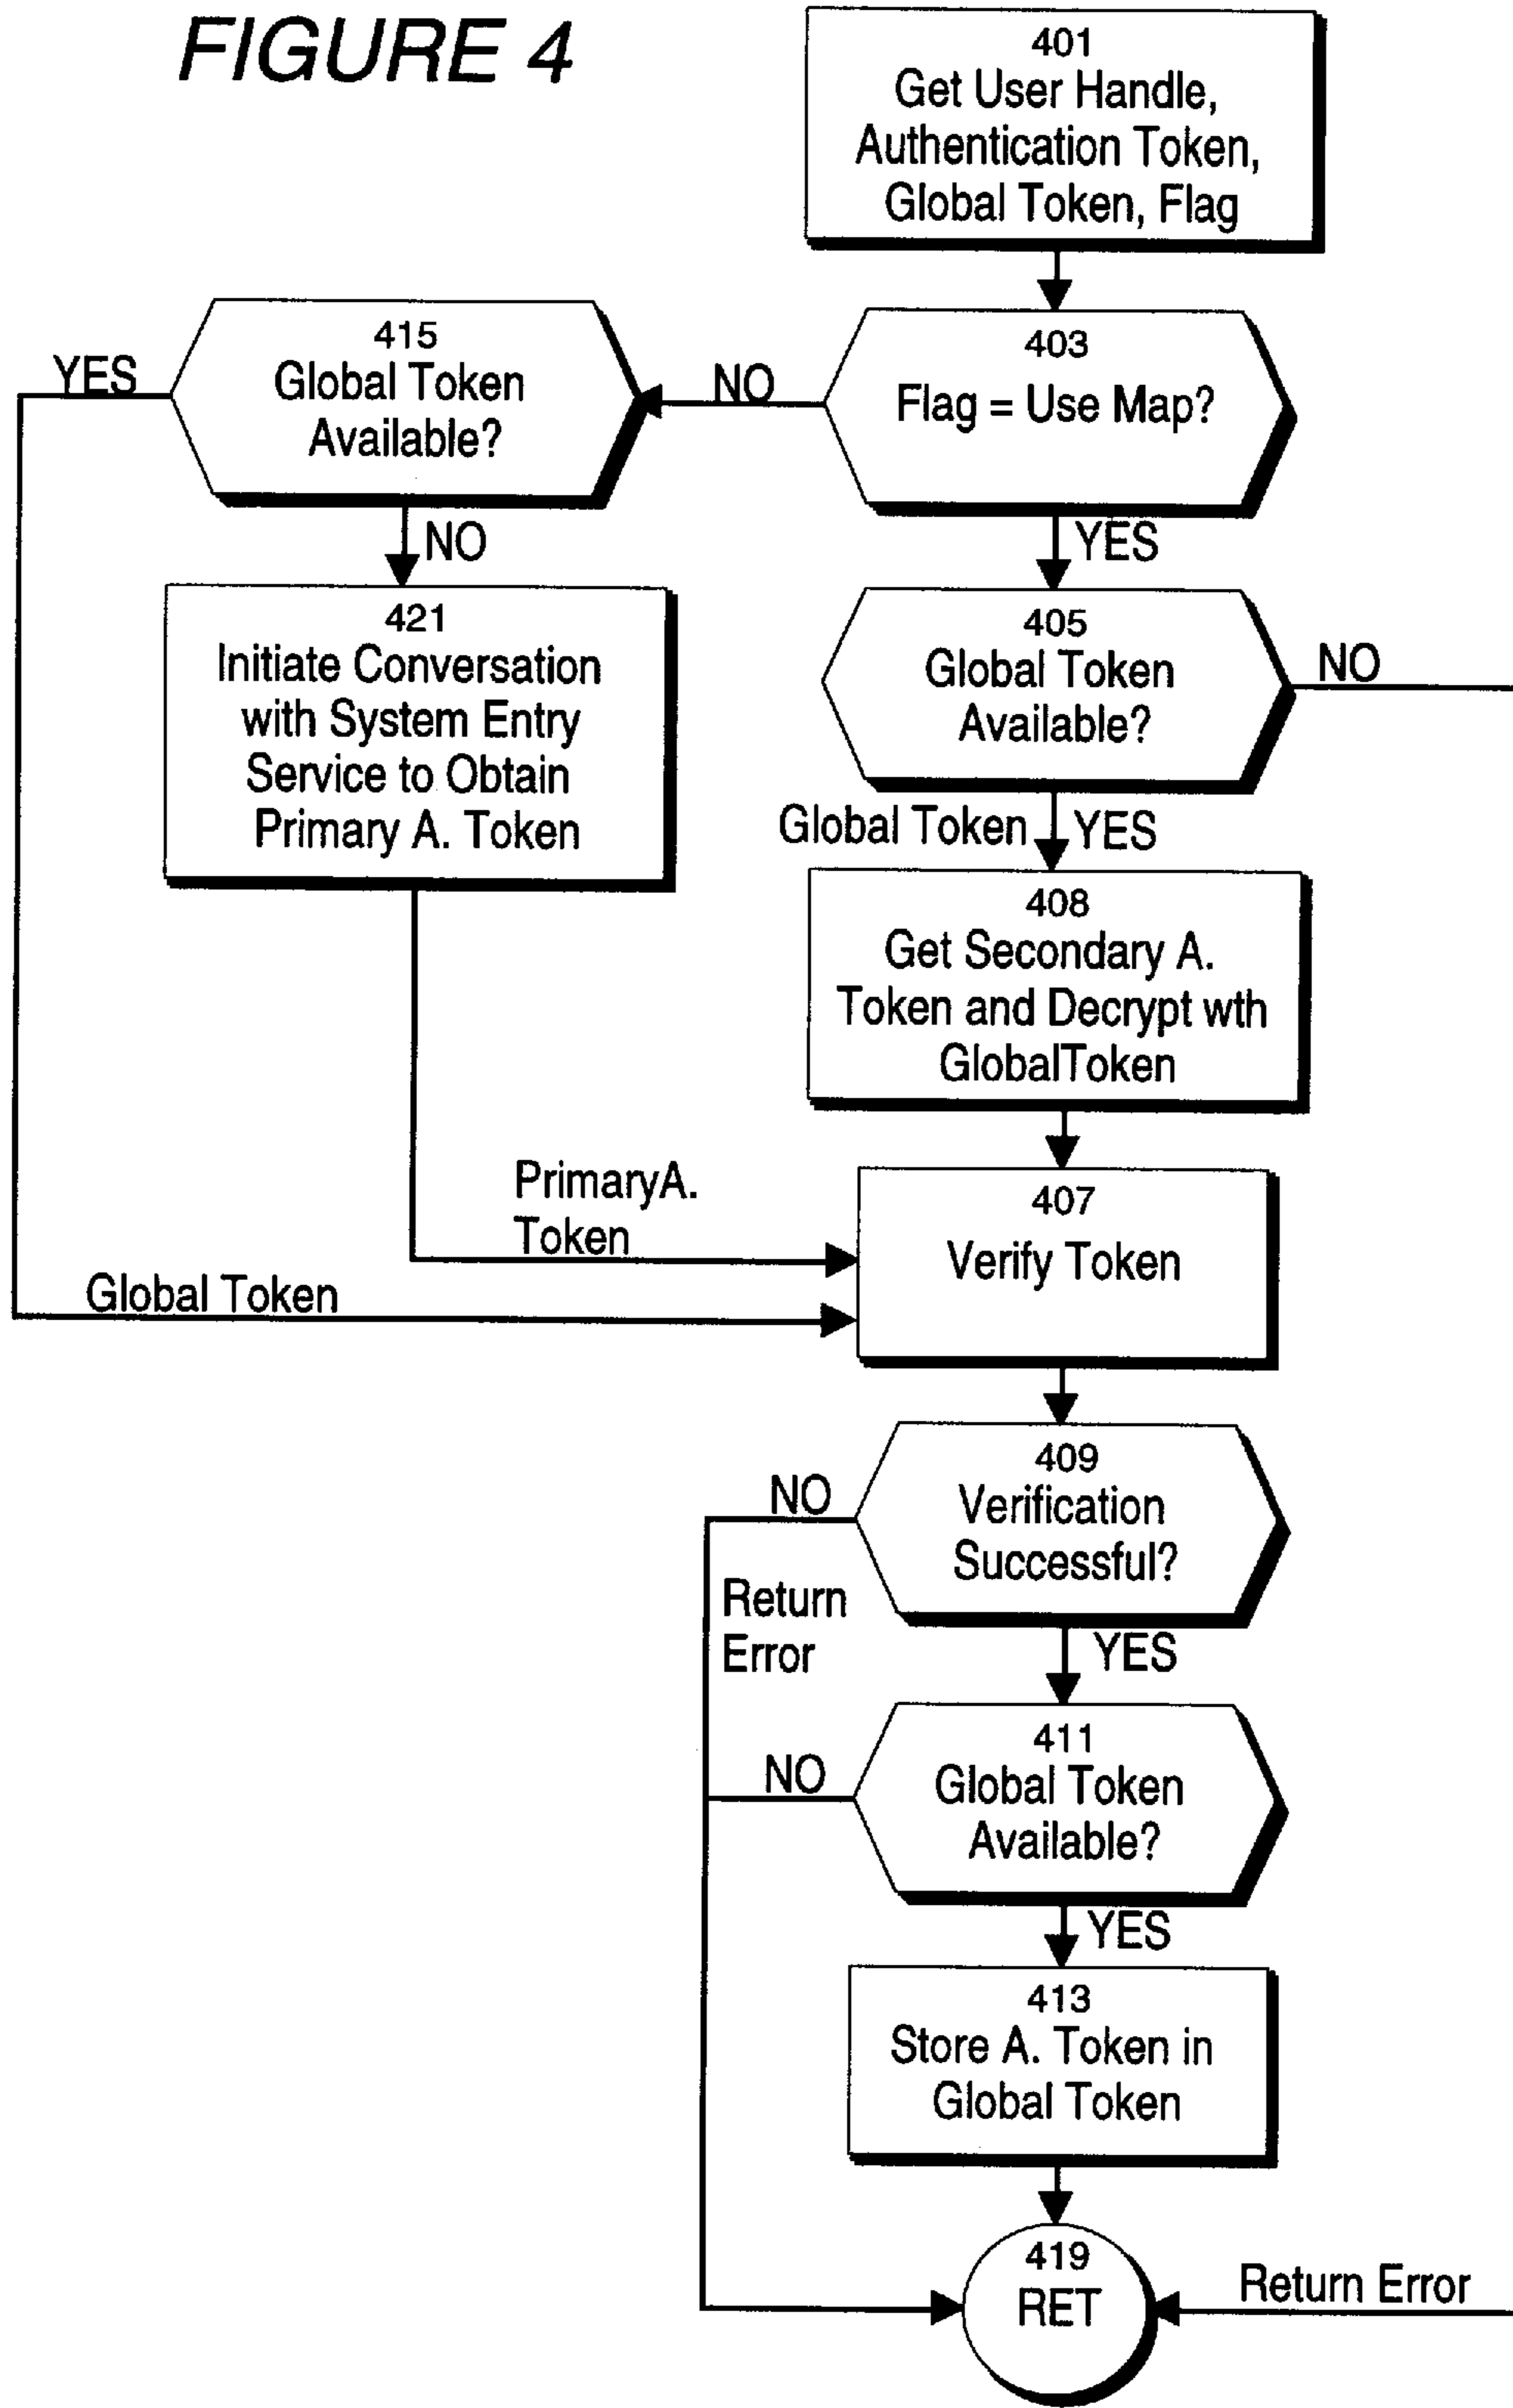 FIGURE 4
401
Get User Handle,
Authentication Token,
Global Token, Flag
403
Flag = Use Map?
NO
YES
415
Global Token
Available?
YES
NO
421
Initiate Conversation
with System Entry
Service to Obtain
Primary A. Token
405
Global Token
Available?
NO
Global Token
YES
408
Get Secondary A.
Token and Decrypt wth
GlobalToken
PrimaryA.
Token
Global Token
407
Verify Token
409
Verification
Successful?
NO
Return
Error
YES
411
Global Token
Available?
NO
YES
413
Store A. Token in
Global Token
419
RET
Return Error